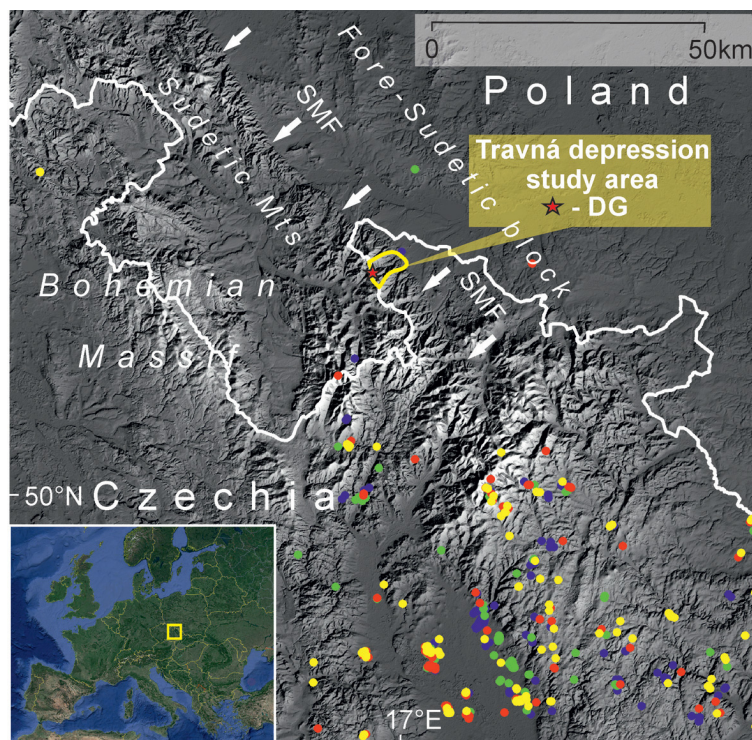 0 50km
Poland
Fore-Sudetic block
SMF
Sudetic Mts
Travná depression
study area
- DG
Bohemian
Massif
SMF
50°N
Czechia
17°E